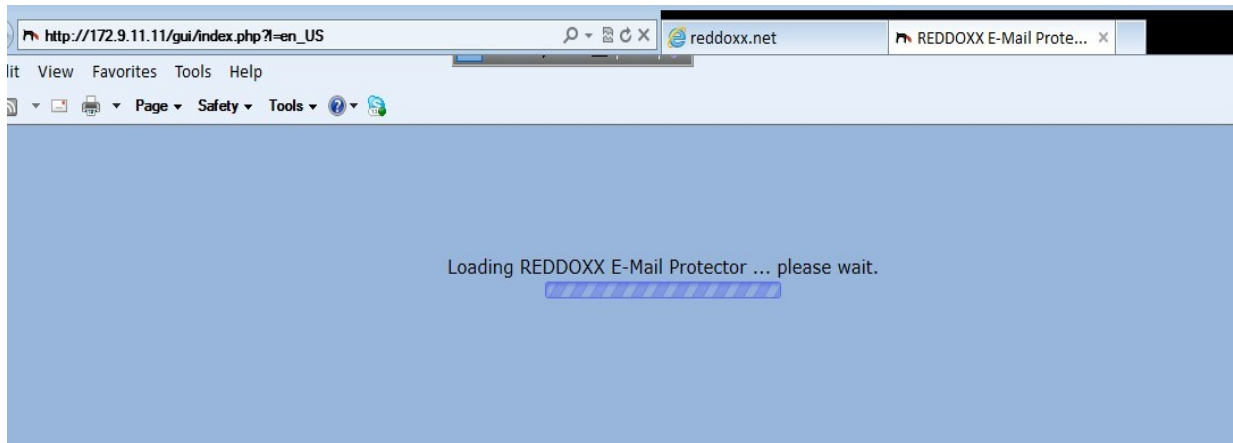 http://172.9.11.11/gui/index.php?l=en_US
reddoxx.net
REDDOXX E-Mail Prote...
View Favorites Tools Help
Page Safety Tools
Loading REDDOXX E-Mail Protector ... please wait.